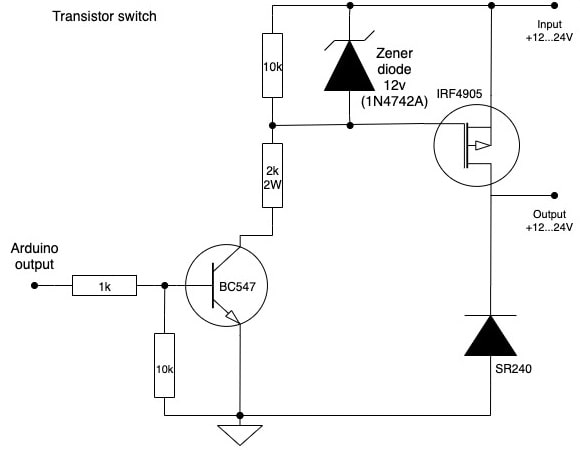 Transistor switch
Input
+12...24V
Zener
diode
12v
(1N4742A)
10k
IRF4905
2k
2W
Output
+12...24V
Arduino
output
1k
BC547
10k
SR240